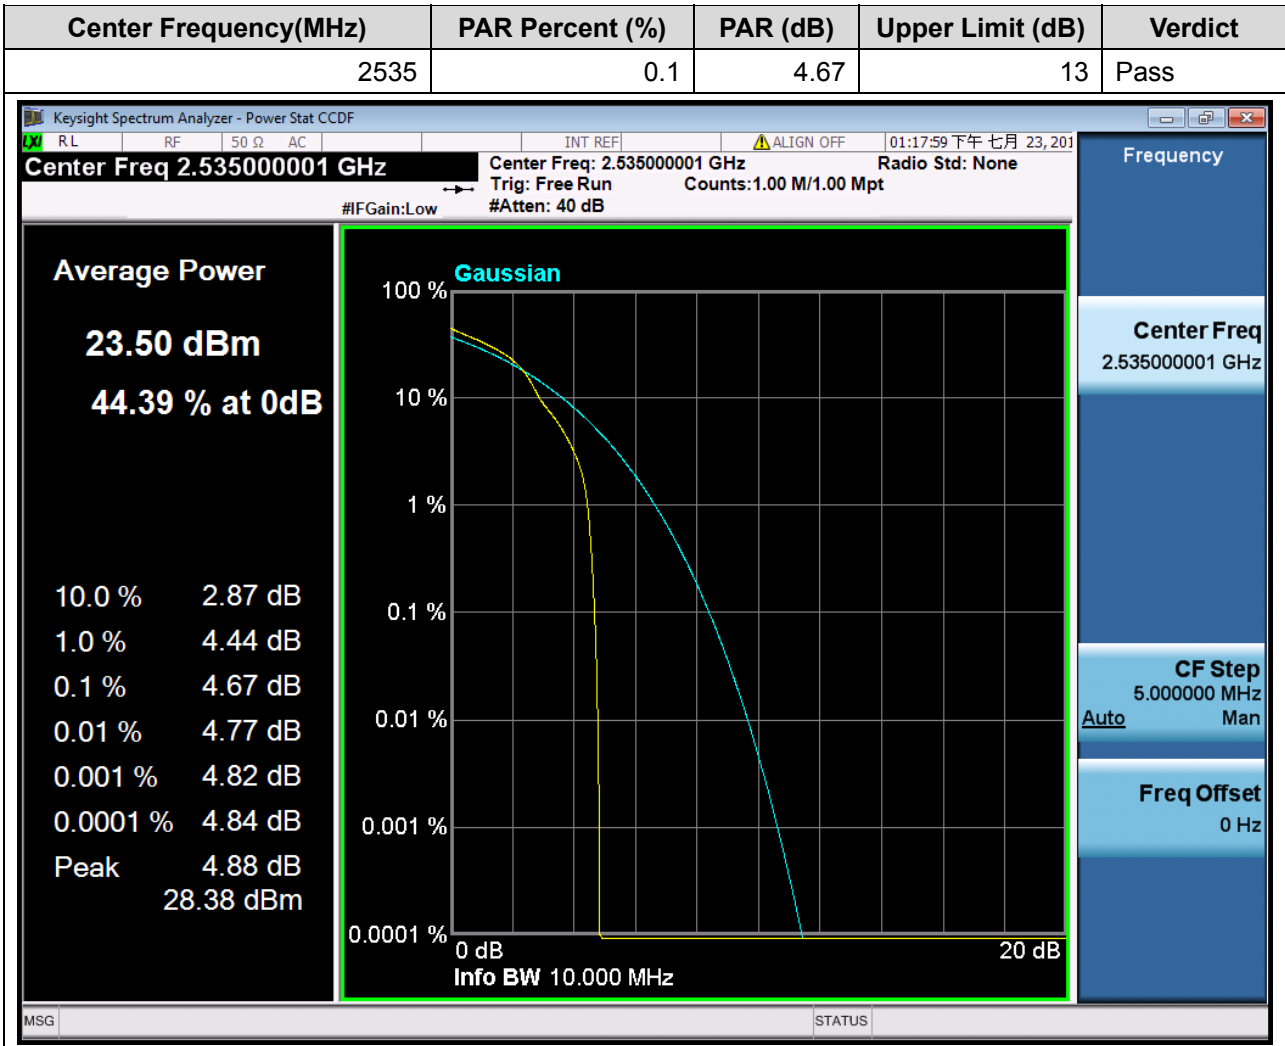 Center Frequency(MHz) PAR Percent (%) PAR (dB) Upper Limit (dB) Verdict
2535 0.1 4.67 13 Pass
Keysight Spectrum Analyzer - Power Stat CCDF
LXI RL RF 50 Ω AC INT REF ALIGN OFF 01:17:59 下午 七月 23, 201
Center Freq 2.535000001 GHz
Center Freq: 2.535000001 GHz Radio Std: None
Trig: Free Run Counts:1.00 M/1.00 Mpt
#IFGain:Low #Atten: 40 dB
Average Power
23.50 dBm
44.39 % at 0dB
10.0 % 2.87 dB
1.0 % 4.44 dB
0.1 % 4.67 dB
0.01 % 4.77 dB
0.001 % 4.82 dB
0.0001 % 4.84 dB
Peak 4.88 dB
28.38 dBm
Gaussian
100 %
10 %
1 %
0.1 %
0.01 %
0.001 %
0.0001 %
0 dB 20 dB
Info BW 10.000 MHz
Frequency
Center Freq
2.535000001 GHz
CF Step
5.000000 MHz
Auto Man
Freq Offset
0 Hz
MSG STATUS